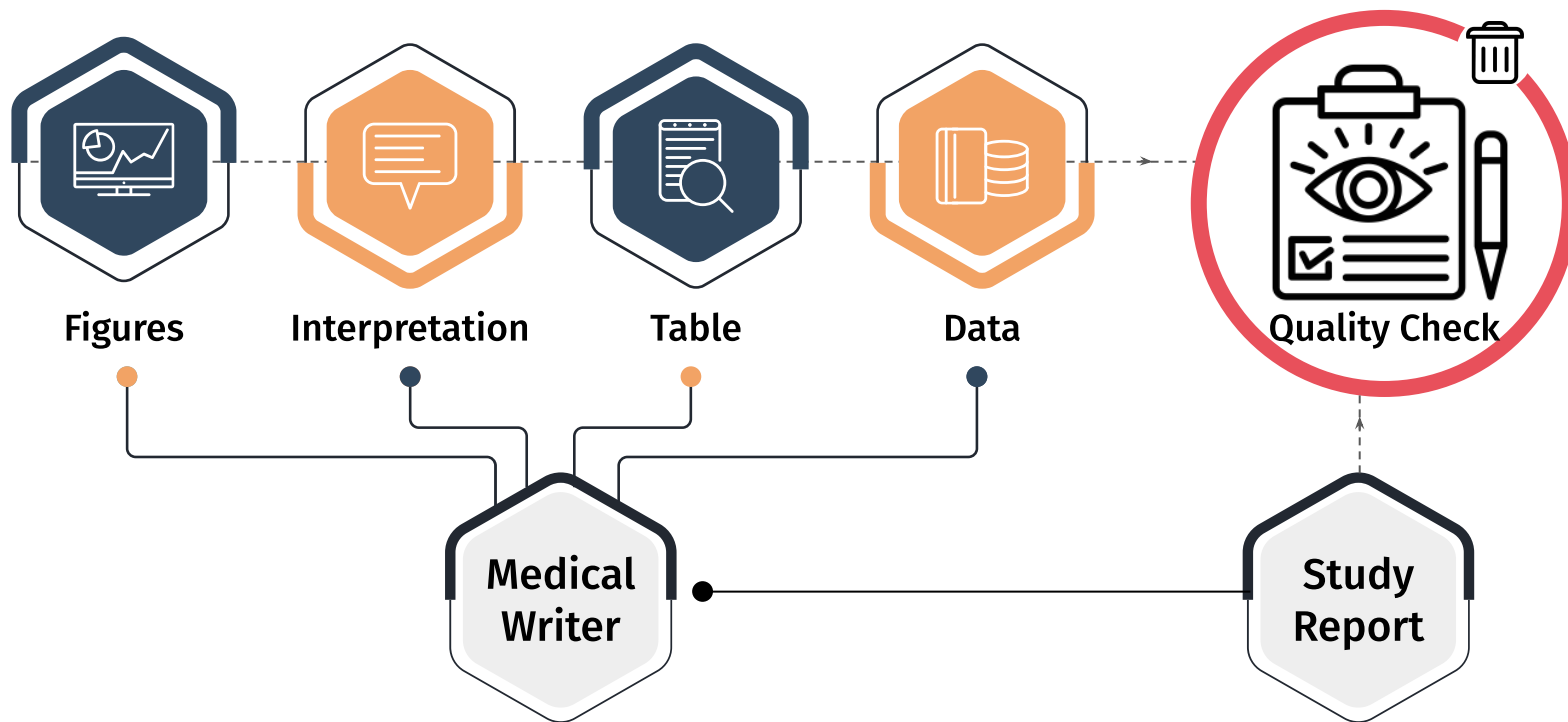 Figures
Interpretation
Table
Data
Quality Check
Medical
Writer
Study
Report